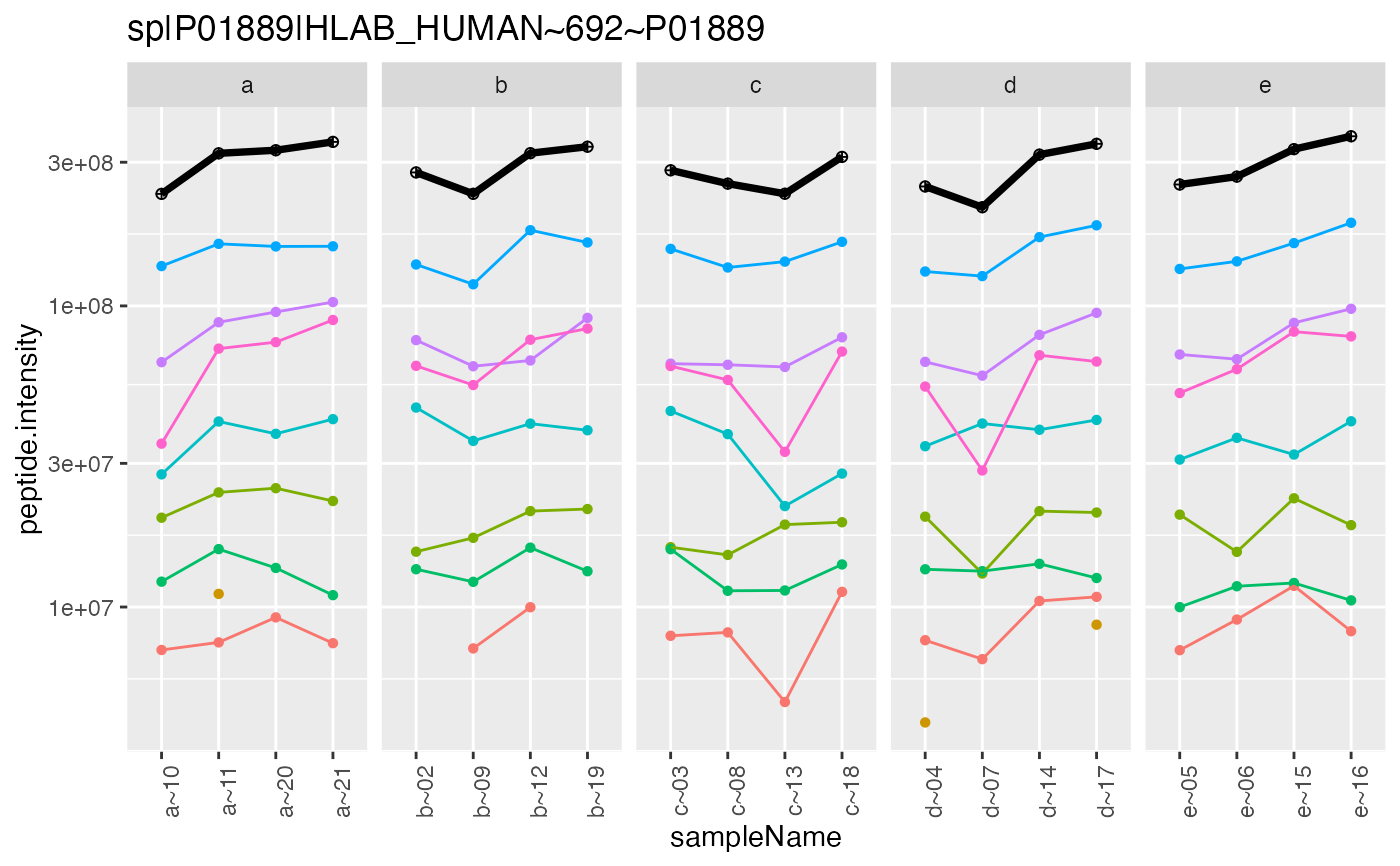 sp|P01889|HLAB_HUMAN~692~P01889
a b c d e
peptide.intensity
3e+08
1e+08
3e+07
1e+07
a~10 a~11 a~20 a~21 b~02 b~09 b~12 b~19 c~03 c~08 c~13 c~18 d~04 d~07 d~14 d~17 e~05 e~06 e~15 e~16
sampleName